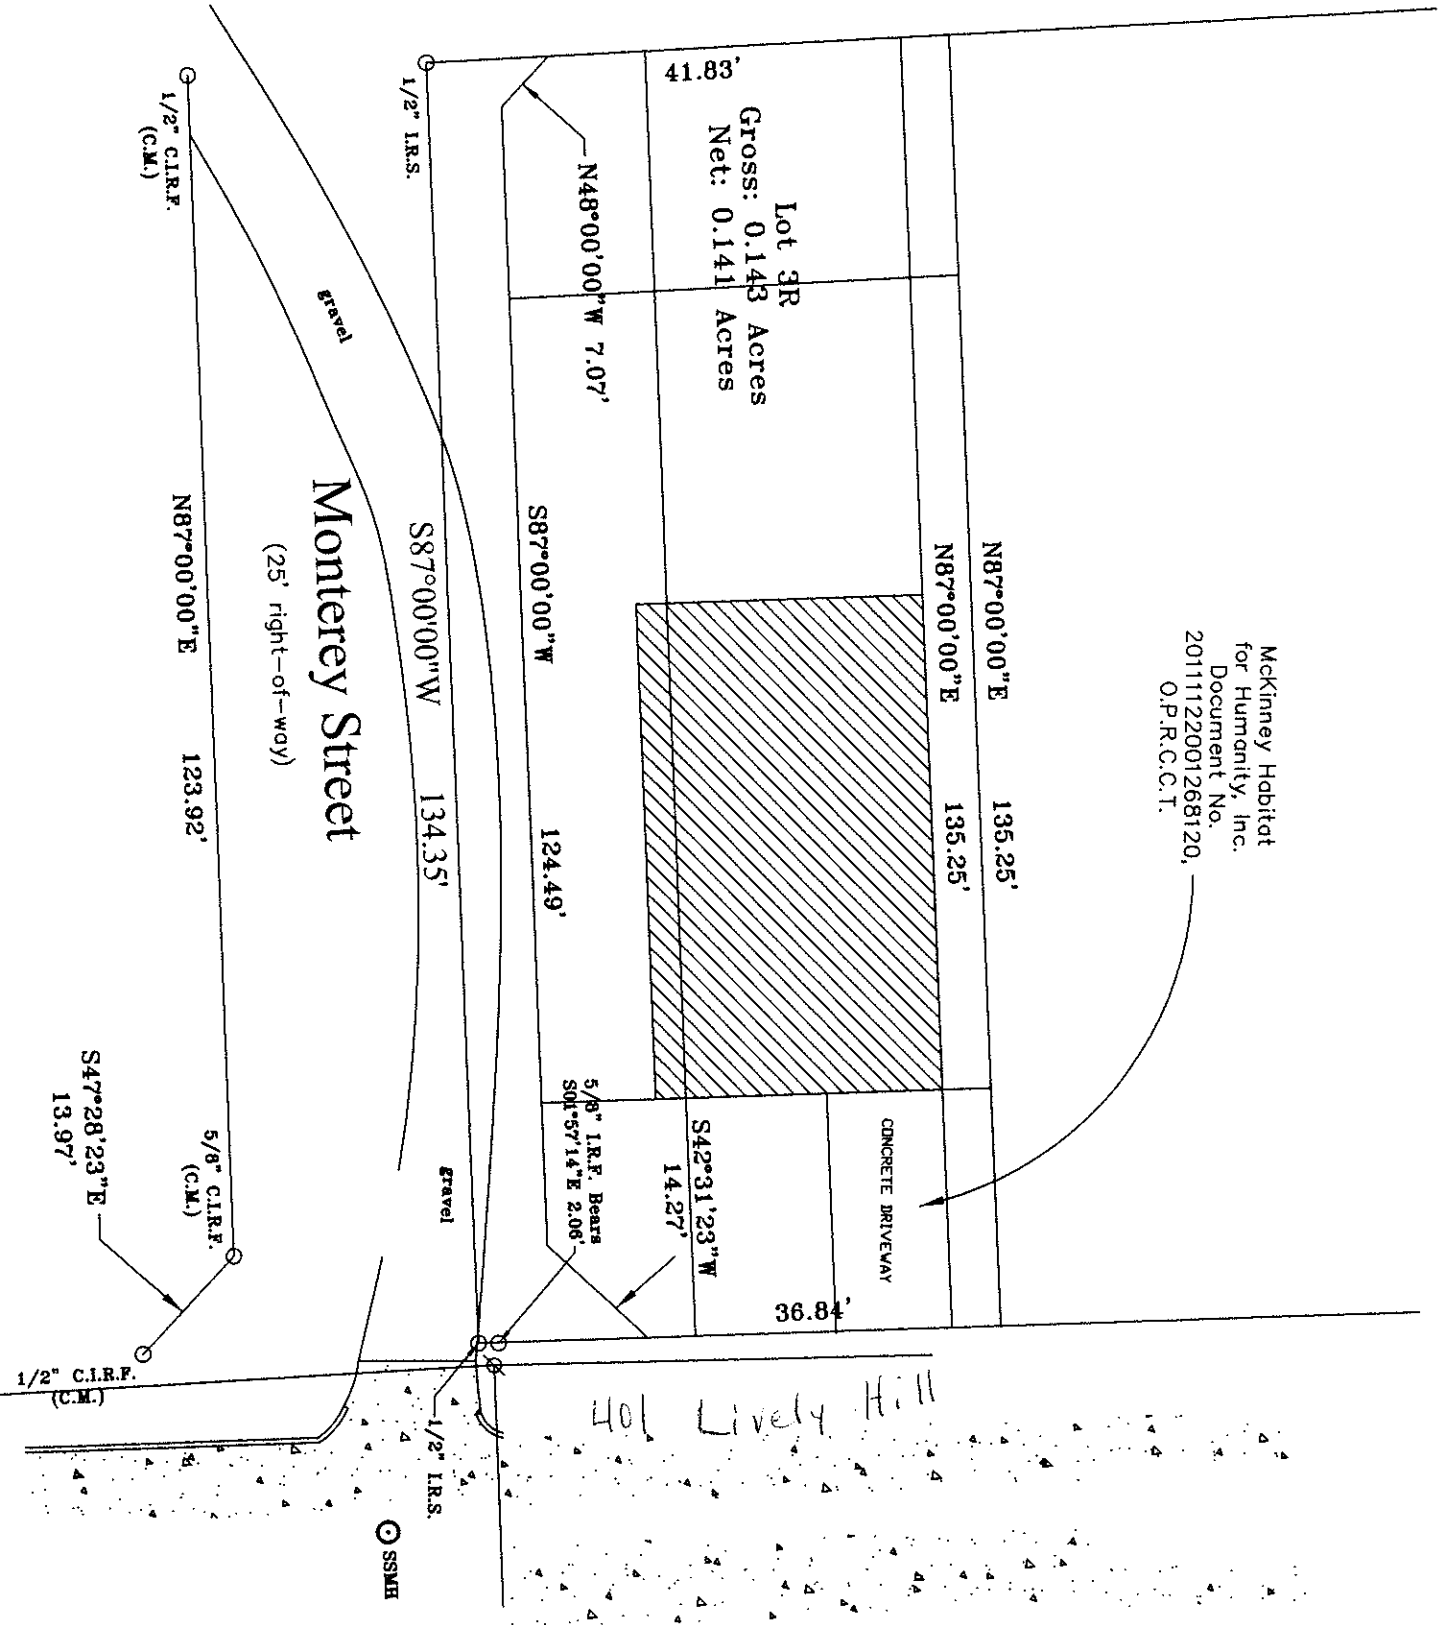 McKinney Habitat
for Humanity, Inc.
Document No.
20111122001268120,
O.P.R.C.C.T.
N87°00'00"E 135.25'
N87°00'00"E 135.25'
CONCRETE DRIVEWAY
41.83'
Lot 3R
Gross: 0.143 Acres
Net: 0.141 Acres
36.84'
S42°31'23"W
14.27'
N48°00'00"W 7.07'
5/8" I.R.F. Bears
S01°57'14"E 2.06'
S87°00'00"W 124.49'
1/2" I.R.S.
S87°00'00"W 134.35'
gravel
1/2" I.R.S.
gravel
Monterey Street
(25' right-of-way)
SSMH
1/2" C.I.R.F.
(C.M.)
N87°00'00"E 123.92'
5/8" C.I.R.F.
(C.M.)
S47°28'23"E
13.97'
1/2" C.I.R.F.
(C.M.)
401 Lively Hill